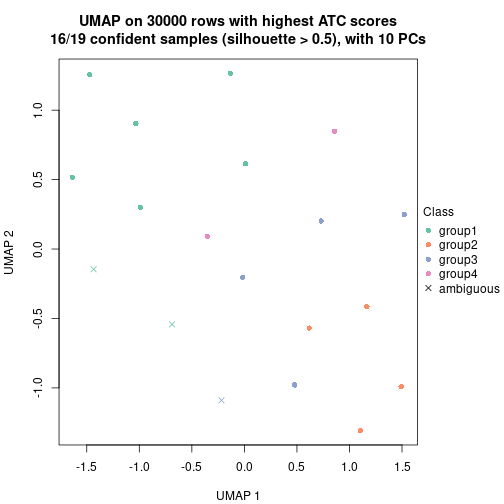 UMAP on 30000 rows with highest ATC scores
16/19 confident samples (silhouette > 0.5), with 10 PCs
UMAP 2
1.0
0.5
0.0
-0.5
-1.0
-1.5
-1.0
-0.5
0.0
0.5
1.0
1.5
UMAP 1
Class
group1
group2
group3
group4
ambiguous